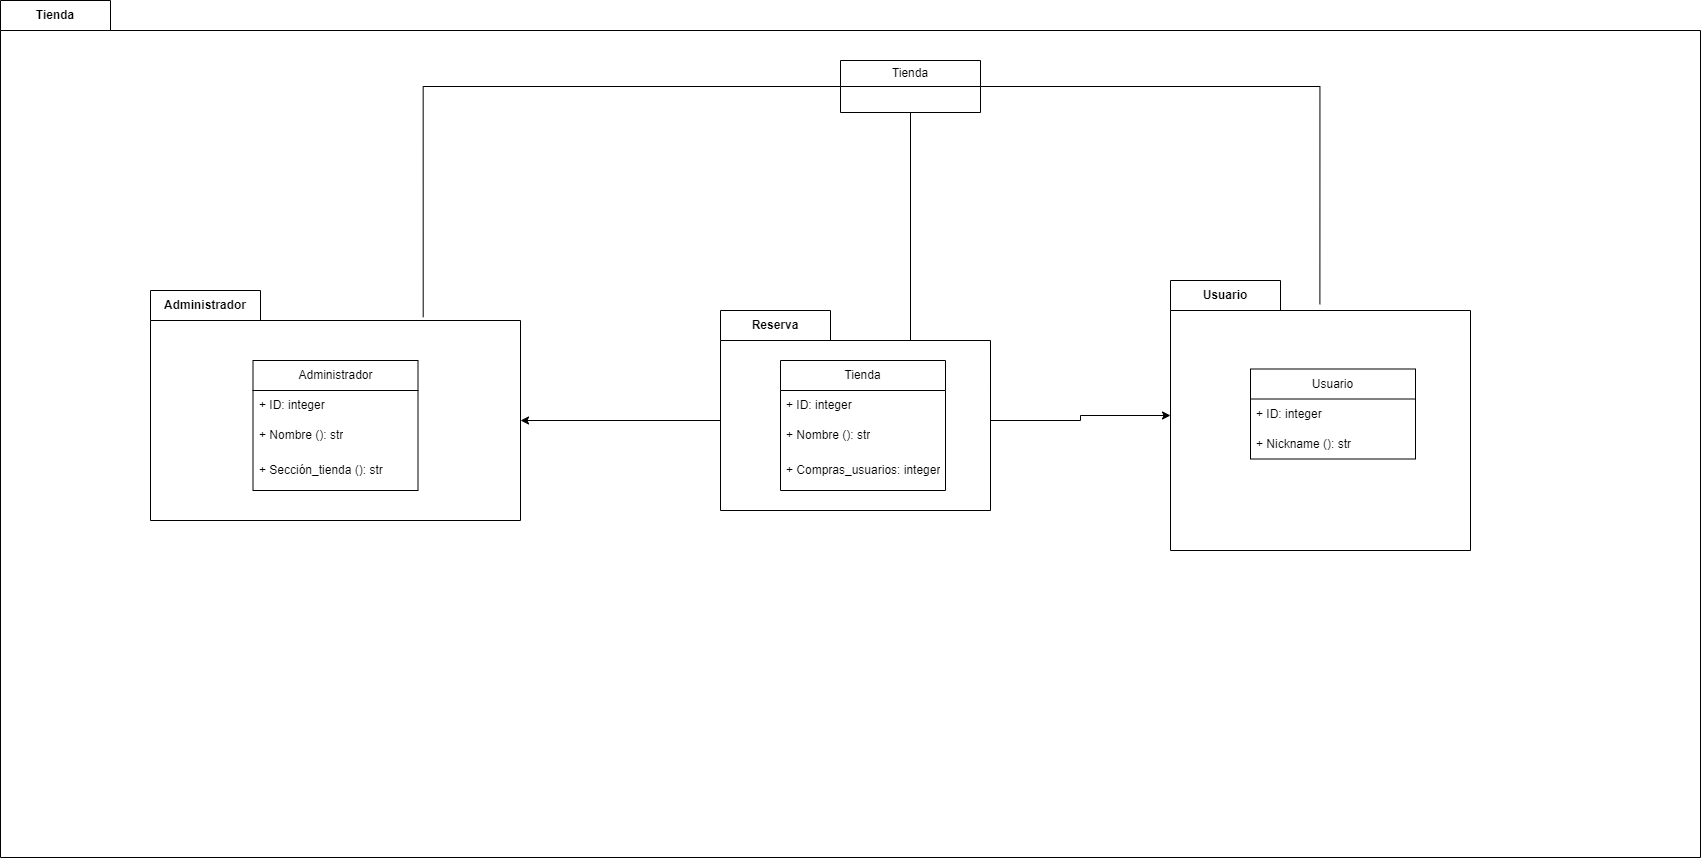 Tienda
Tienda
Administrador
Administrador
+ ID: integer
+ Nombre (): str
+ Sección_tienda (): str
Reserva
Tienda
+ ID: integer
+ Nombre (): str
+ Compras_usuarios: integer
Usuario
Usuario
+ ID: integer
+ Nickname (): str